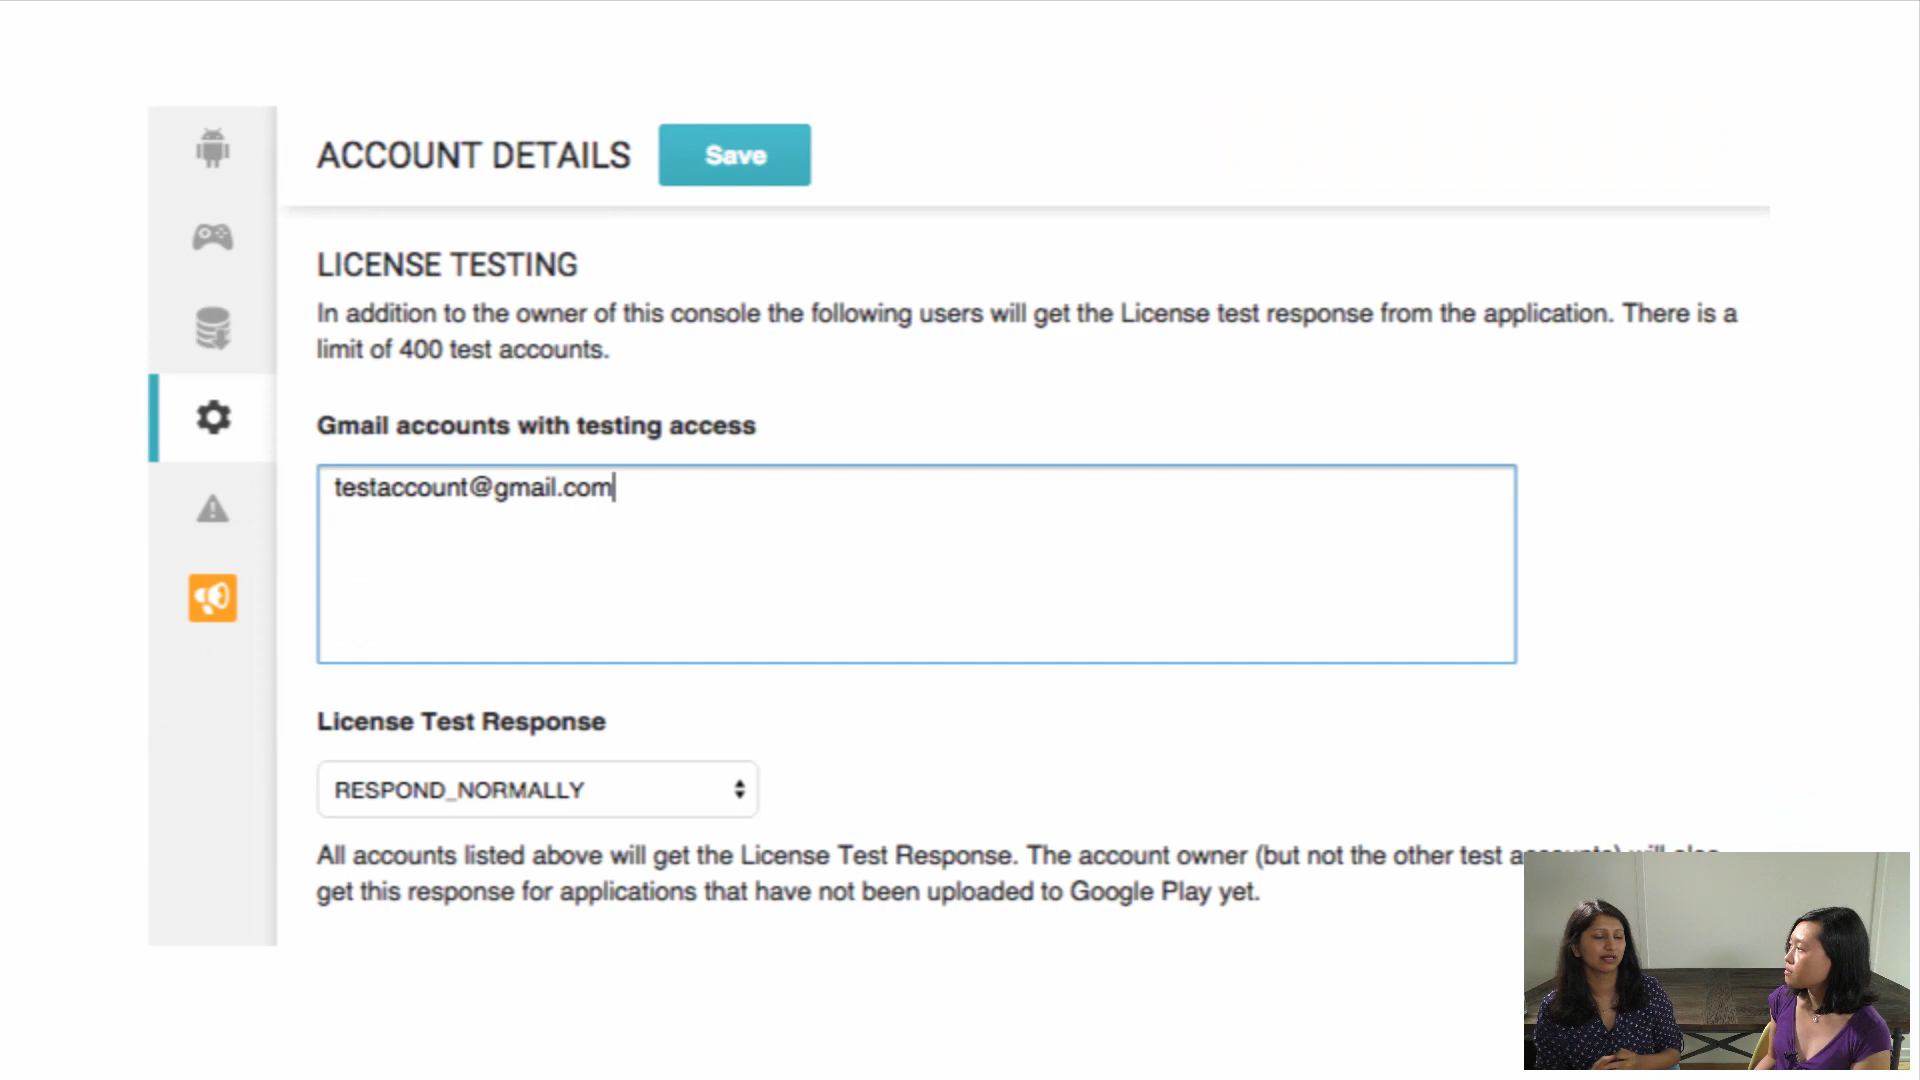 ACCOUNT DETAILS
Save
LICENSE TESTING
In addition to the owner of this console the following users will get the License test response from the application. There is a
limit of 400 test accounts.
Gmail accounts with testing access
testaccount@gmail.com
License Test Response
RESPOND_NORMALLY
All accounts listed above will get the License Test Response. The account owner (but not the other test
get this response for applications that have not been uploaded to Google Play yet.